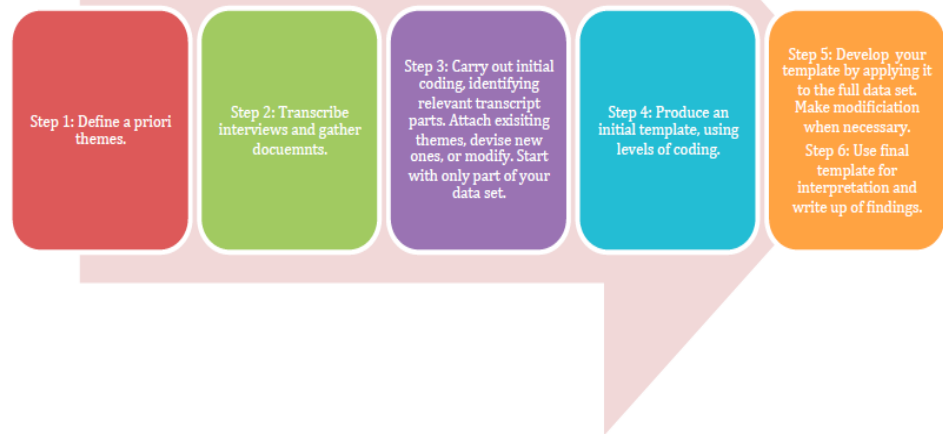 Step 1: Define a priori
themes.
Step 2: Transcribe
interviews and gather
docuemnts.
Step 3: Carry out initial
coding, identifying
relevant transcript
parts. Attach exisiting
themes, devise new
ones, or modify. Start
with only part of your
data set.
Step 4: Produce an
initial template, using
levels of coding.
Step 5: Develop your
template by applying it
to the full data set.
Make modificiation
when necessary.
Step 6: Use final
template for
interpretation and
write up of findings.